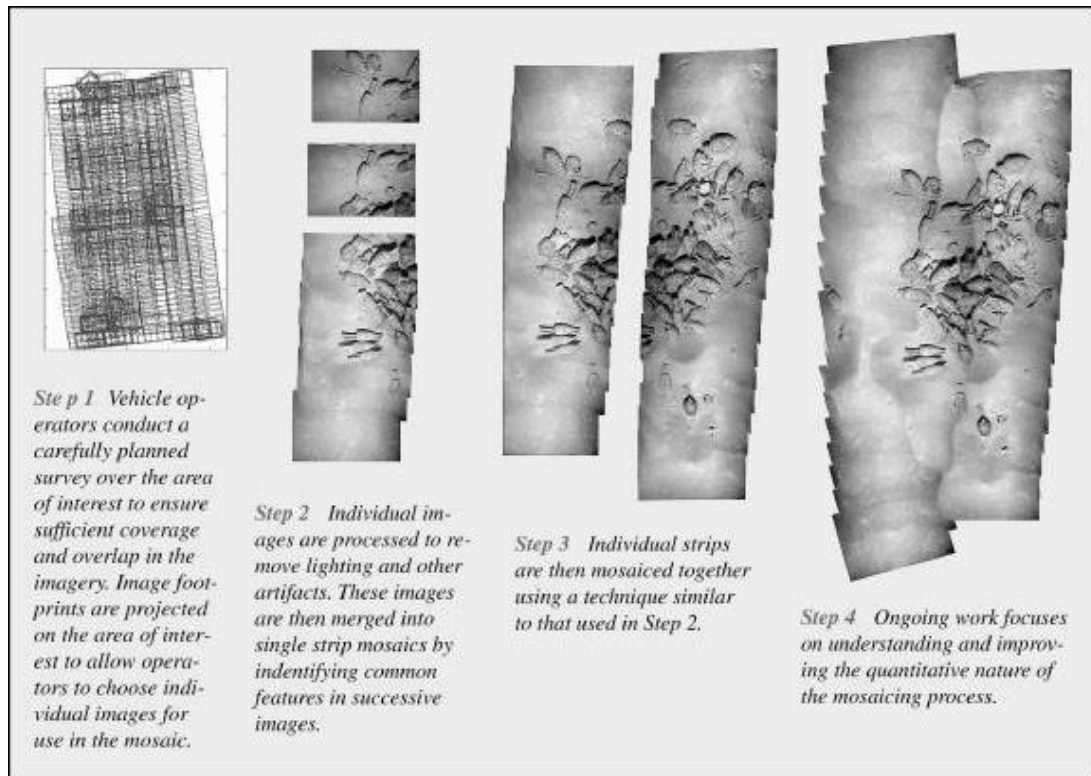 Ste p 1 Vehicle op-
erators conduct a
carefully planned
survey over the area
of interest to ensure
sufficient coverage
and overlap in the
imagery. Image foot-
prints are projected
on the area of inter-
est to allow opera-
tors to choose indi-
vidual images for
use in the mosaic.
Step 2 Individual im-
ages are processed to re-
move lighting and other
artifacts. These images
are then merged into
single strip mosaics by
indentifying common
features in successive
images.
Step 3 Individual strips
are then mosaiced together
using a technique similar
to that used in Step 2.
Step 4 Ongoing work focuses
on understanding and improv-
ing the quantitative nature of
the mosaicing process.